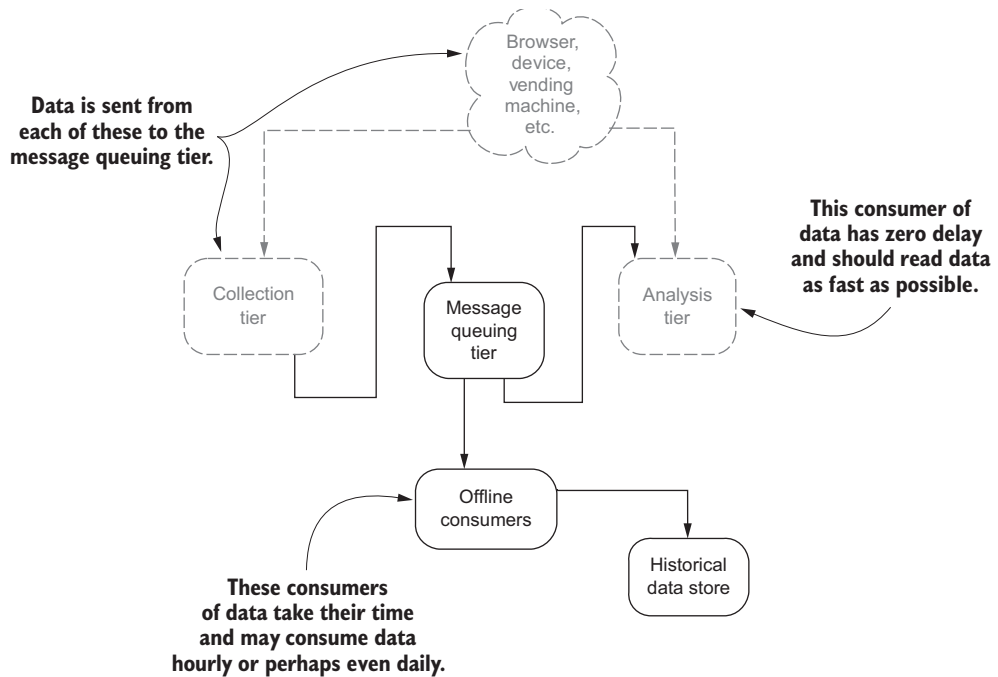 Browser,
device,
vending
machine,
etc.
Data is sent from
each of these to the
message queuing tier.
This consumer of
data has zero delay
and should read data
as fast as possible.
Collection
tier
Message
queuing
tier
Analysis
tier
Offline
consumers
Historical
data store
These consumers
of data take their time
and may consume data
hourly or perhaps even daily.